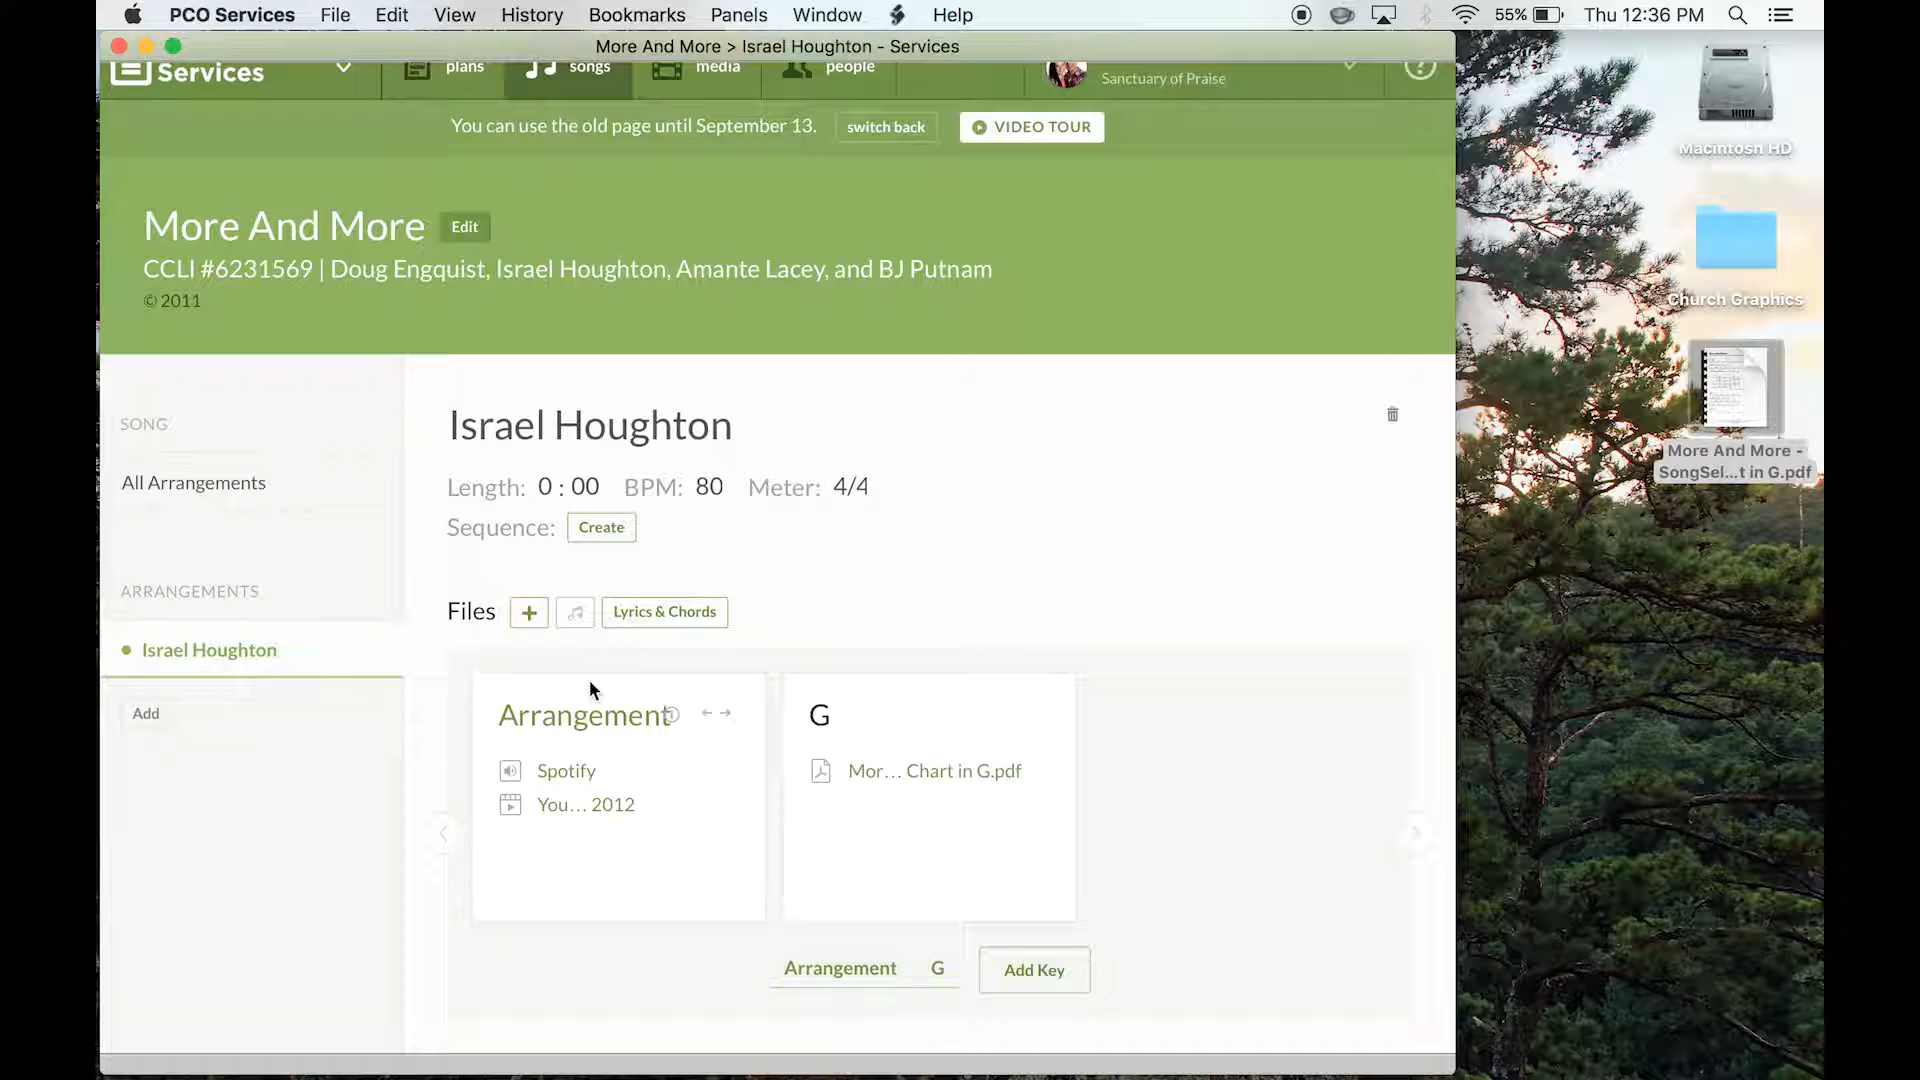 PCO Services File Edit View History Bookmarks Panels Window Help 55% Thu 12:36 PM
More And More > Israel Houghton - Services
Services plans songs media people Sanctuary of Praise
You can use the old page until September 13. switch back VIDEO TOUR
More And More Edit
CCLI #6231569 | Doug Engquist, Israel Houghton, Amante Lacey, and BJ Putnam
© 2011
SONG
All Arrangements
ARRANGEMENTS
Israel Houghton
Add
Israel Houghton
Length: 0 : 00 BPM: 80 Meter: 4/4
Sequence: Create
Files + Lyrics & Chords
Arrangement
Spotify
You… 2012
G
Mor… Chart in G.pdf
Arrangement G Add Key
Macintosh HD
Church Graphics
More And More -
SongSel...t in G.pdf